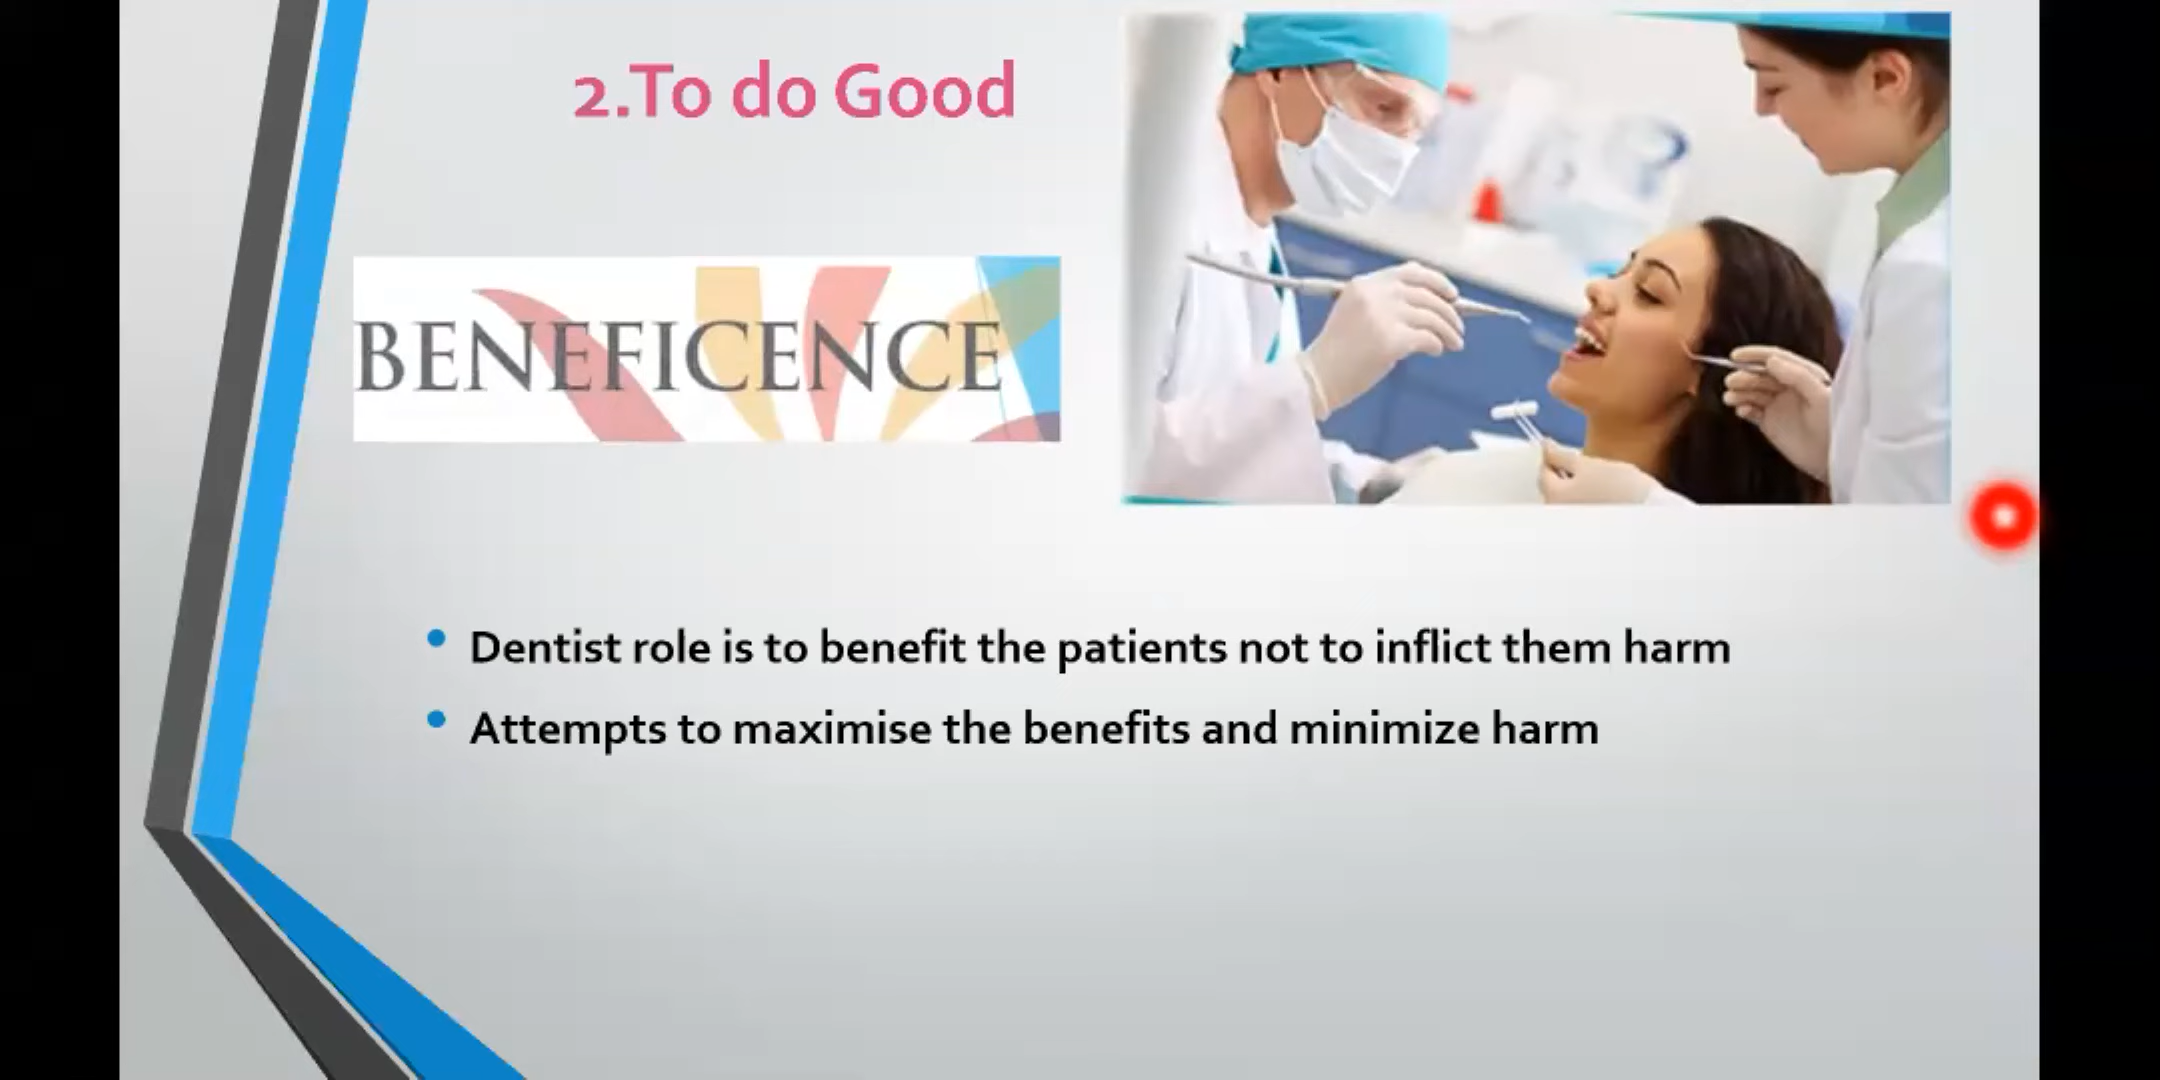 2.To do Good
BENEFICENCE
Dentist role is to benefit the patients not to inflict them harm
Attempts to maximise the benefits and minimize harm